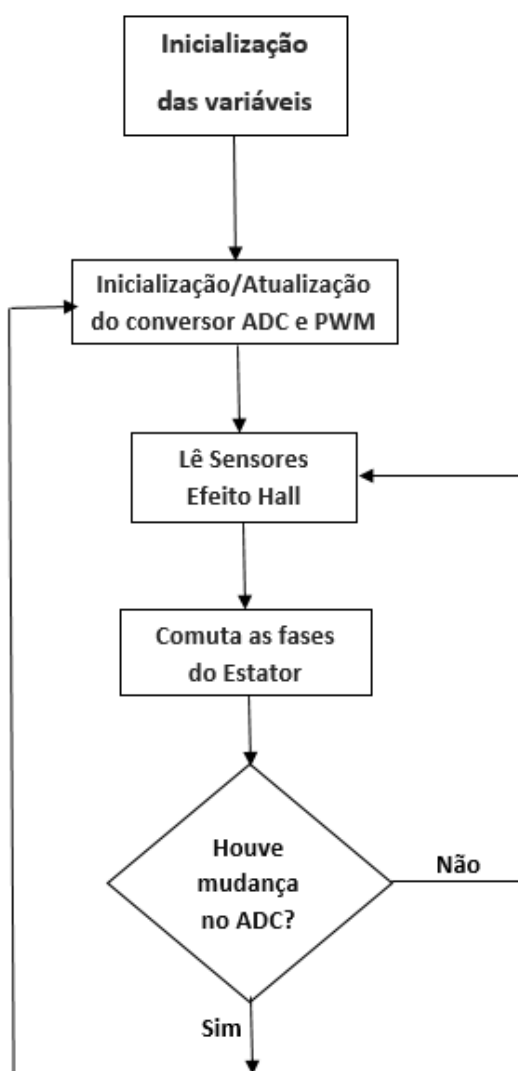 Inicialização
das variáveis
Inicialização/Atualização
do conversor ADC e PWM
Lê Sensores
Efeito Hall
Comuta as fases
do Estator
Houve
mudança
no ADC?
Não
Sim